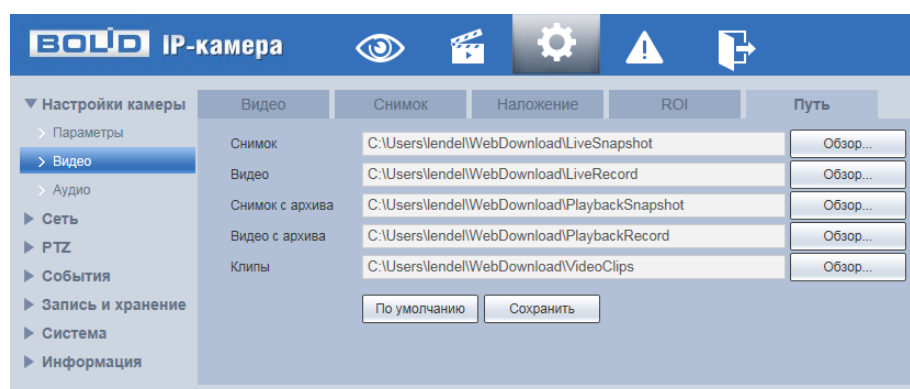 BOLID IP-камера
Настройки камеры
Параметры
Видео
Аудио
Сеть
PTZ
События
Запись и хранение
Система
Информация
Видео Снимок Наложение ROI Путь
Снимок C:\Users\lendel\WebDownload\LiveSnapshot Обзор...
Видео C:\Users\lendel\WebDownload\LiveRecord Обзор...
Снимок с архива C:\Users\lendel\WebDownload\PlaybackSnapshot Обзор...
Видео с архива C:\Users\lendel\WebDownload\PlaybackRecord Обзор...
Клипы C:\Users\lendel\WebDownload\VideoClips Обзор...
По умолчанию Сохранить